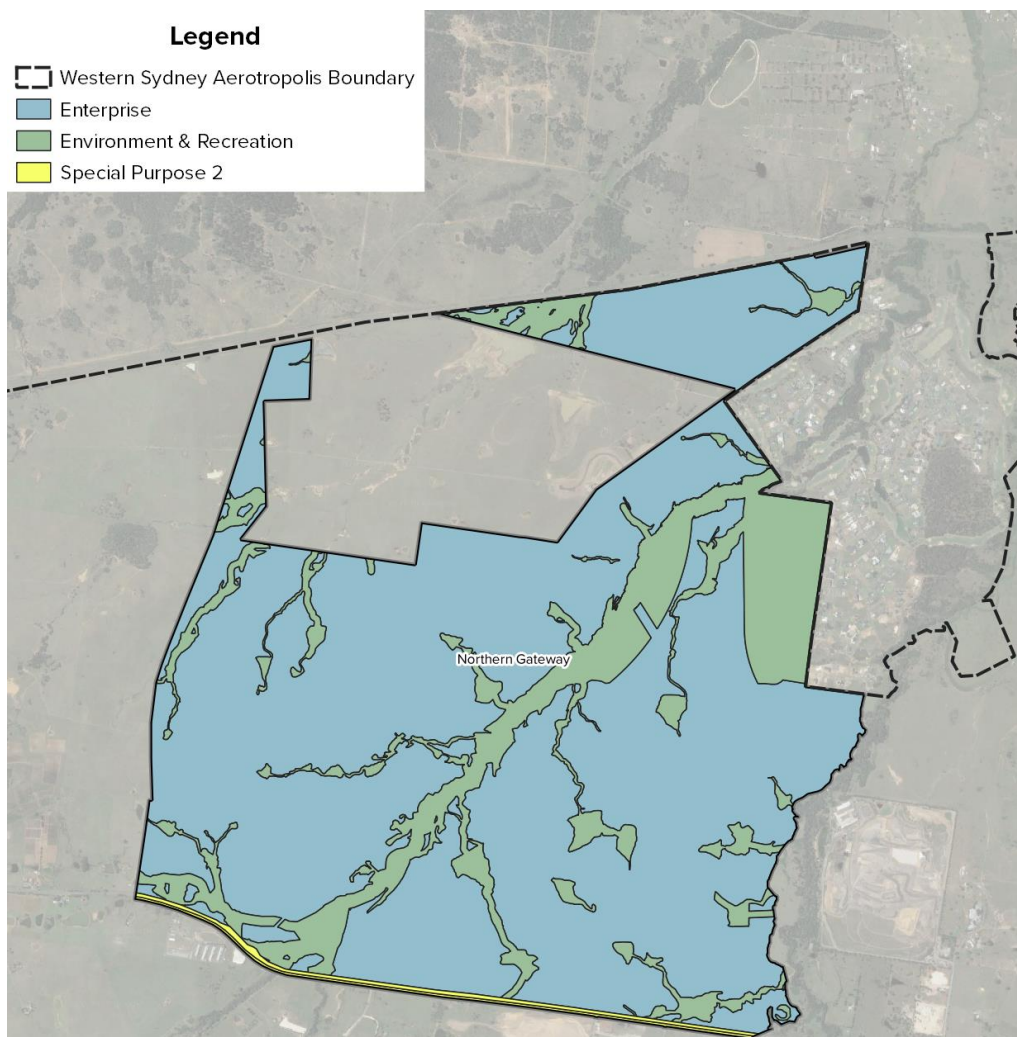 Legend
Western Sydney Aerotropolis Boundary
Enterprise
Environment & Recreation
Special Purpose 2
Northern Gateway